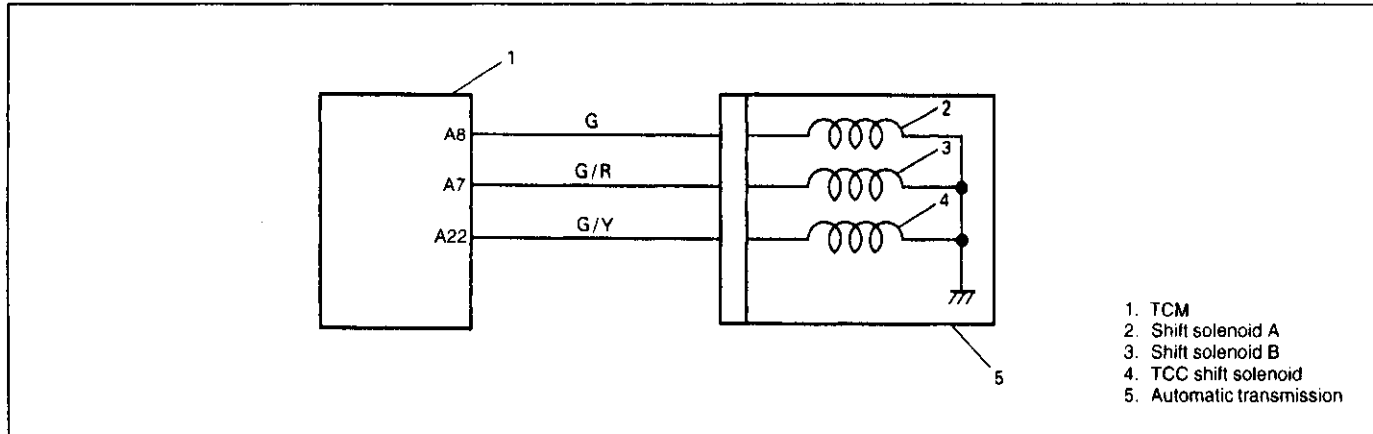 1
2
A8
G
3
A7
G/R
4
A22
G/Y
5
1. TCM
2. Shift solenoid A
3. Shift solenoid B
4. TCC shift solenoid
5. Automatic transmission